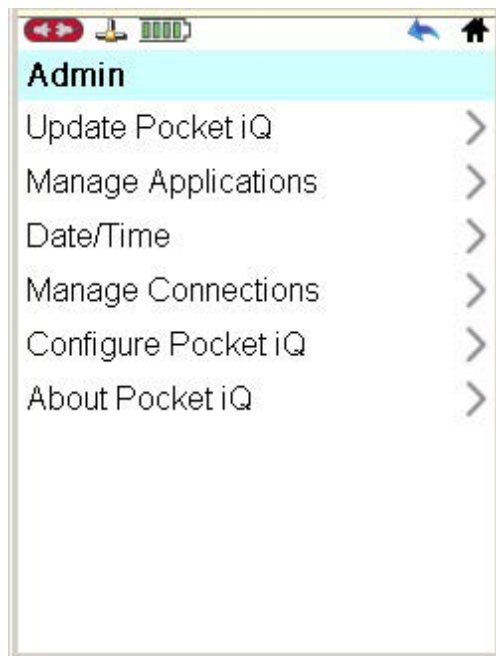 Admin
Update Pocket iQ
Manage Applications
Date/Time
Manage Connections
Configure Pocket iQ
About Pocket iQ